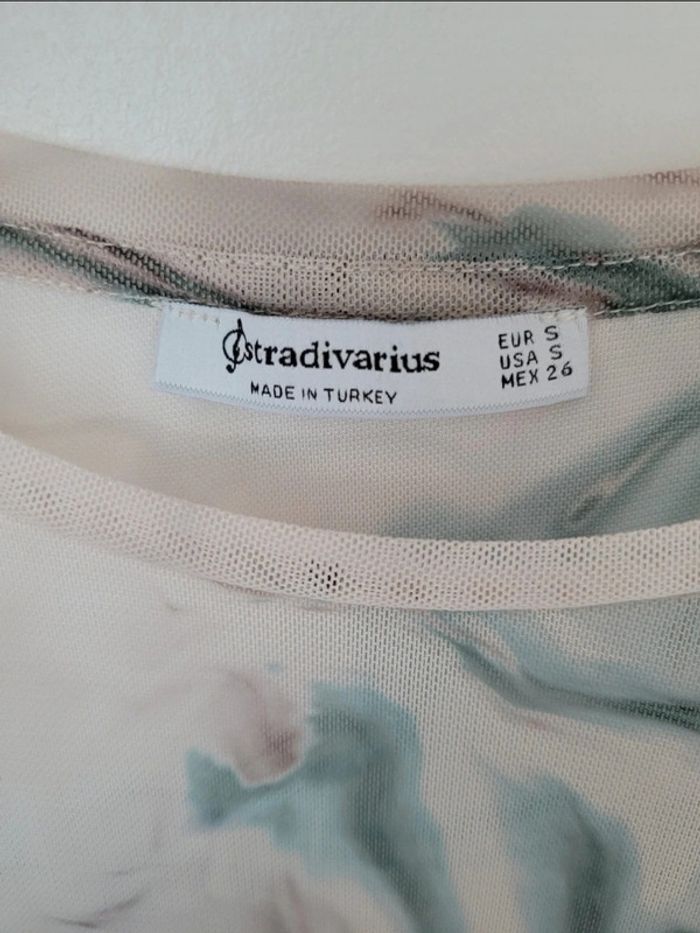 stradivarius
MADE IN TURKEY
EUR S
USA S
MEX 26